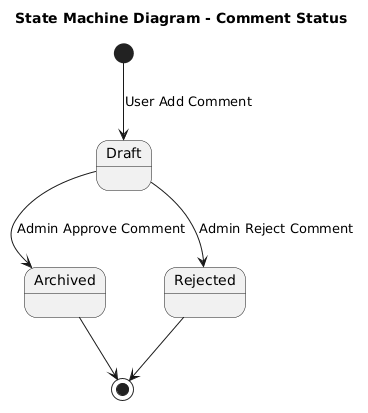 State Machine Diagram - Comment Status
User Add Comment
Draft
Admin Approve Comment
Admin Reject Comment
Archived
Rejected